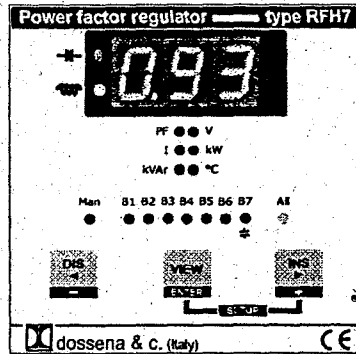 Power factor regulator type RFH7
0.93
PF V
I kW
kVAr °C
Man B1 B2 B3 B4 B5 B6 B7 All
DIS VIEW INS
ENTER
SET UP
dossena & c. (Italy) CE